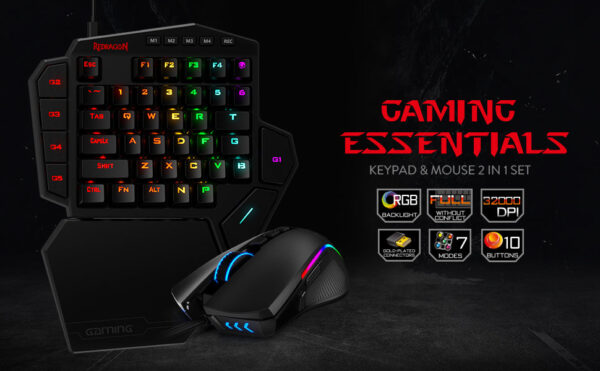 REDRAGON
M1 M2 M3 M4 REC
ESC F1 F2 F3 F4
G2
1 2 3 4 5 6
G3
TAB Q W E R T
G4
G1
G5
SHIFT
CTRL FN ALT N P
GAMING
GAMING
ESSENTIALS
KEYPAD & MOUSE 2 IN 1 SET
RGB
BACKLIGHT
FULL
WITHOUT
CONFLICT
32000
DPI
GOLD-PLATED
CONNECTORS
7
MODES
10
BUTTONS